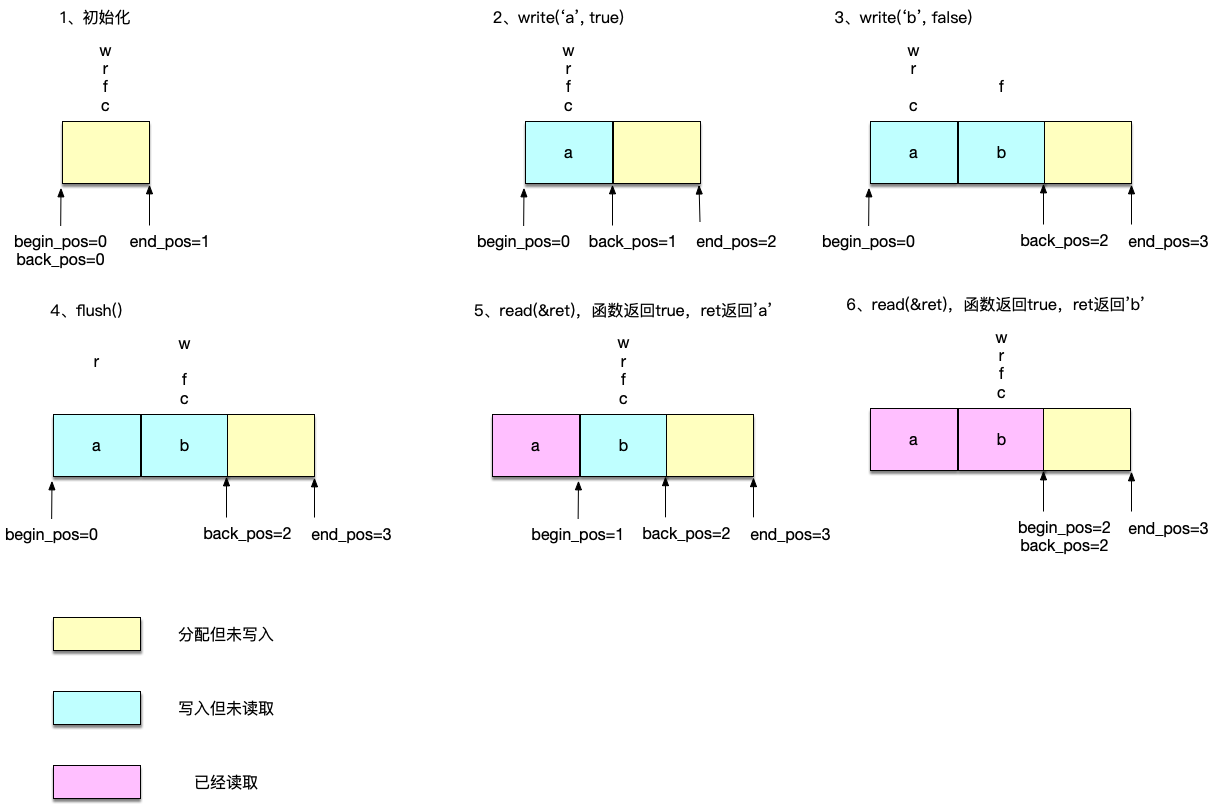 1、初始化
w
r
f
c
begin_pos=0
back_pos=0
end_pos=1
2、write(‘a’, true)
w
r
f
c
a
begin_pos=0
back_pos=1
end_pos=2
3、write(‘b’, false)
w
r
f
c
a
b
begin_pos=0
back_pos=2
end_pos=3
4、flush()
w
r
f
c
a
b
begin_pos=0
back_pos=2
end_pos=3
5、read(&ret)，函数返回true，ret返回’a’
w
r
f
c
a
b
begin_pos=1
back_pos=2
end_pos=3
6、read(&ret)，函数返回true，ret返回’b’
w
r
f
c
a
b
begin_pos=2
back_pos=2
end_pos=3
分配但未写入
写入但未读取
已经读取